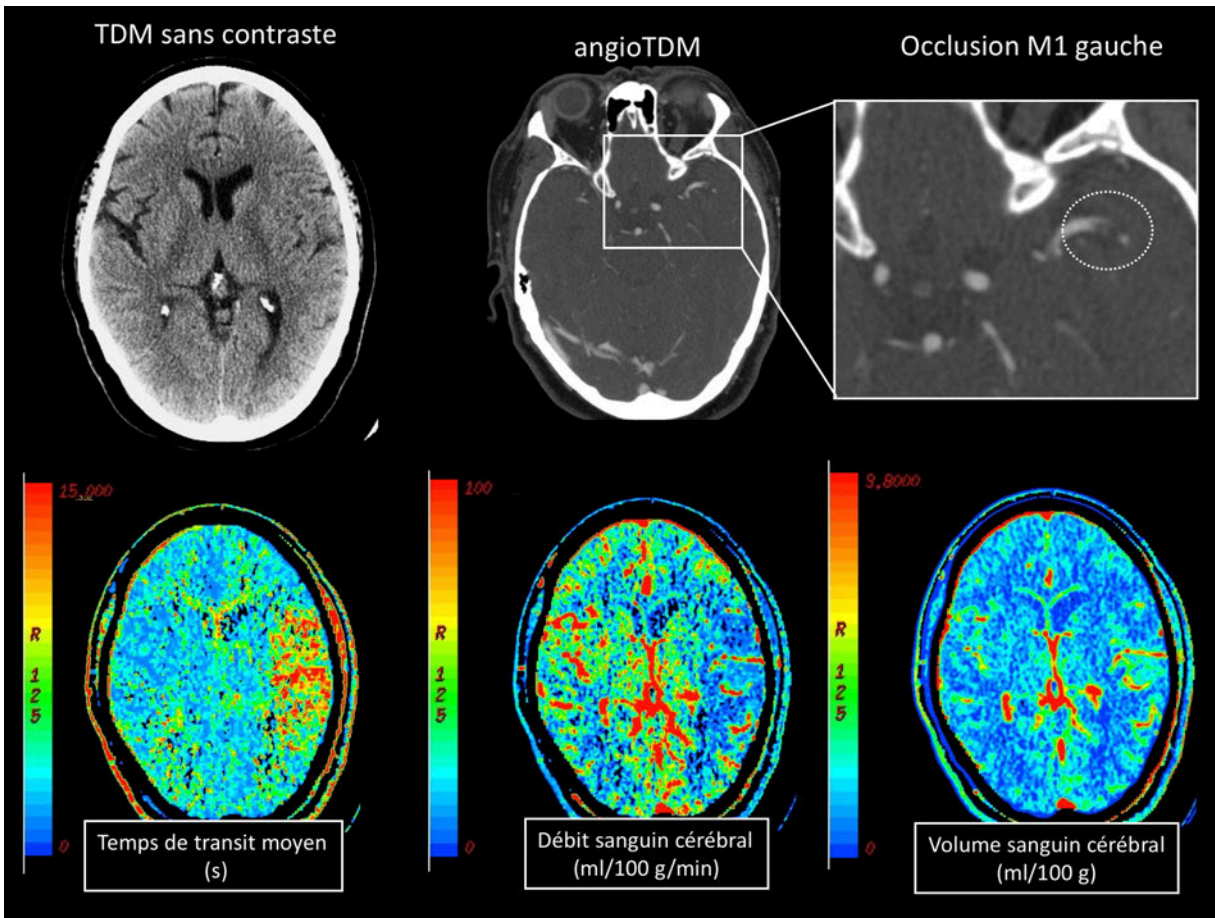 TDM sans contraste
angioTDM
Occlusion M1 gauche
15.000
R
1
2
5
0
Temps de transit moyen
(s)
100
R
1
2
5
0
Débit sanguin cérébral
(ml/100 g/min)
9.8000
R
1
2
5
0
Volume sanguin cérébral
(ml/100 g)